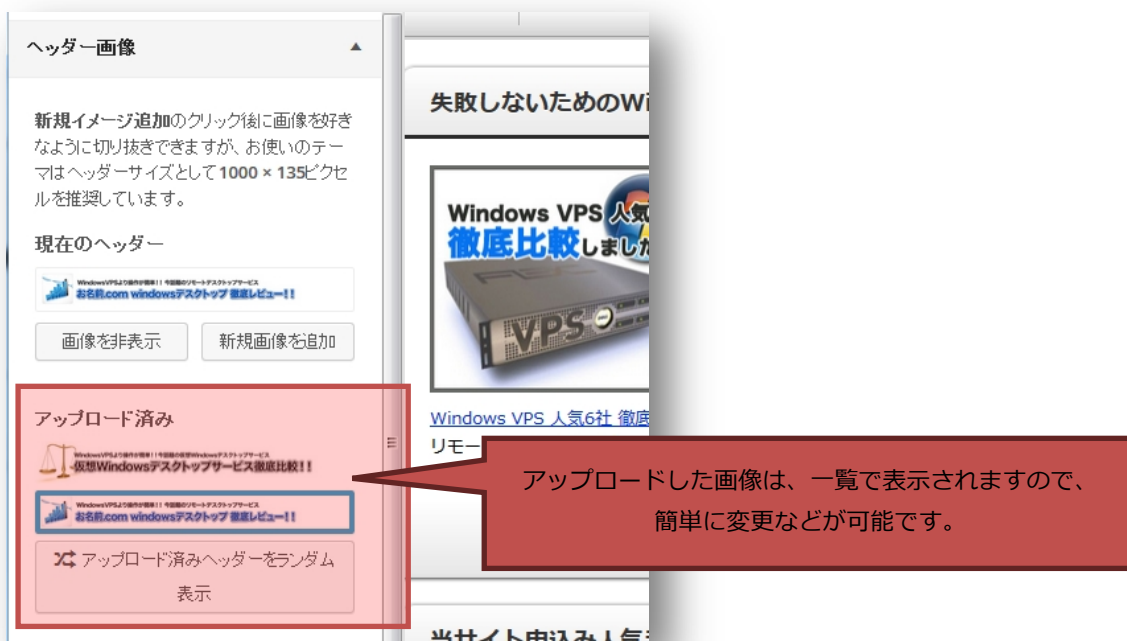 ヘッダー画像
新規イメージ追加のクリック後に画像を好き
なように切り抜きできますが、お使いのテー
マはヘッダーサイズとして1000 × 135ピクセ
ルを推奨しています。
現在のヘッダー
お名前.com windowsデスクトップ 徹底レビュー!!
画像を非表示
新規画像を追加
アップロード済み
仮想Windowsデスクトップサービス徹底比較!!
お名前.com windowsデスクトップ 徹底レビュー!!
アップロード済みヘッダーをランダム
表示
失敗しないためのWi
Windows VPS 人気
徹底比較しました
VPS
Windows VPS 人気6社 徹底
リモー
アップロードした画像は、一覧で表示されますので、
簡単に変更などが可能です。
当サイト申込み人気